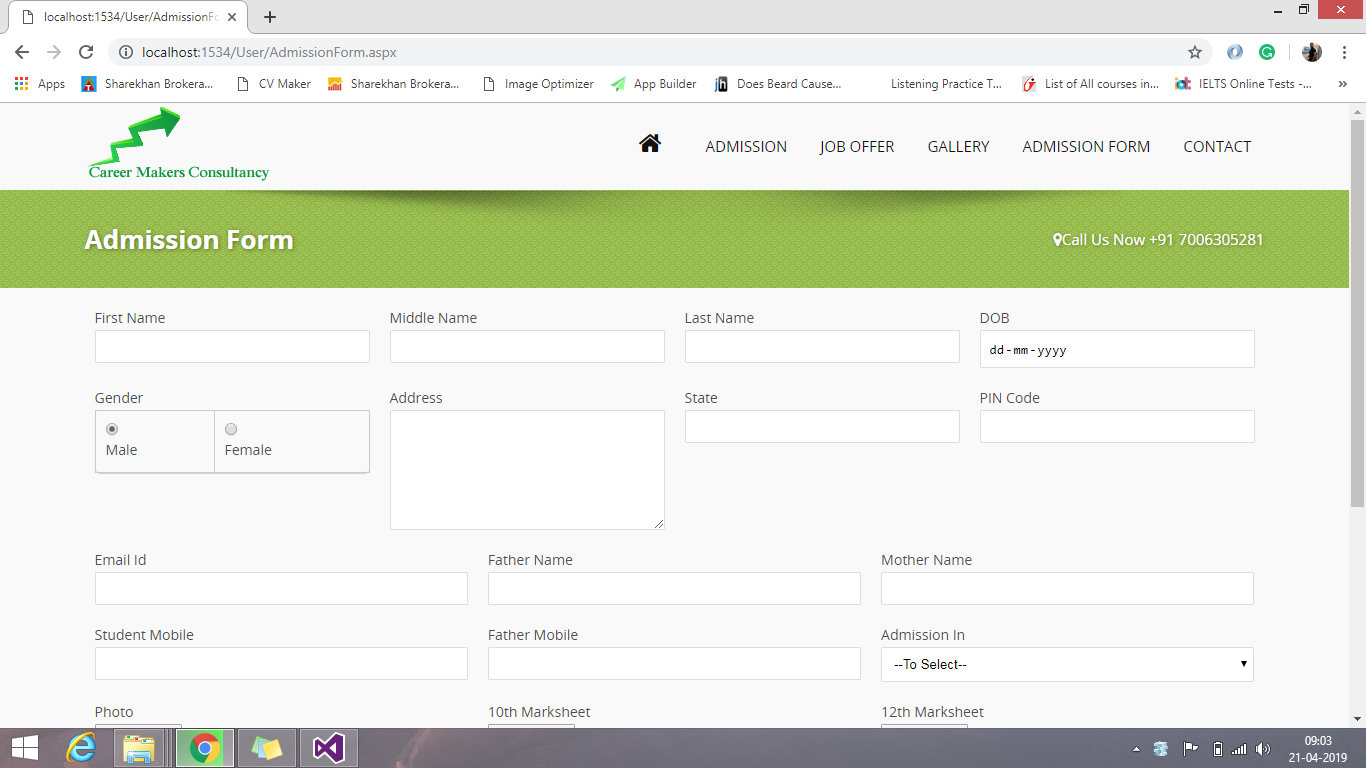 localhost:1534/User/AdmissionFo
localhost:1534/User/AdmissionForm.aspx
Apps Sharekhan Brokera... CV Maker Sharekhan Brokera... Image Optimizer App Builder Does Beard Cause... Listening Practice T... List of All courses in... IELTS Online Tests -... »
Career Makers Consultancy
ADMISSION JOB OFFER GALLERY ADMISSION FORM CONTACT
Admission Form
Call Us Now +91 7006305281
First Name Middle Name Last Name DOB
dd-mm-yyyy
Gender Address State PIN Code
Male Female
Email Id Father Name Mother Name
Student Mobile Father Mobile Admission In
--To Select--
Photo 10th Marksheet 12th Marksheet
09:03
21-04-2019